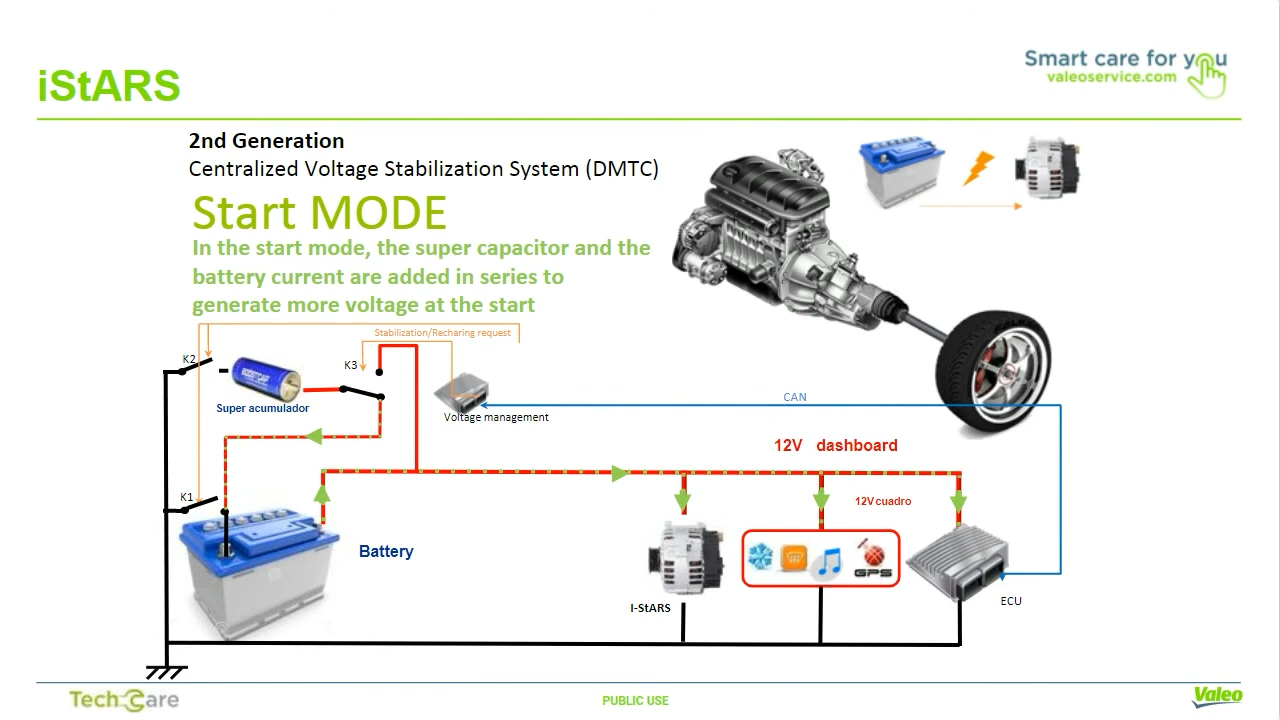 iStARS
Smart care for you
valeoservice.com
2nd Generation
Centralized Voltage Stabilization System (DMTC)
Start MODE
In the start mode, the super capacitor and the
battery current are added in series to
generate more voltage at the start
Stabilization/Recharing request
K2
K3
BOOSTCAP
Super acumulador
Voltage management
CAN
12V dashboard
K1
12V cuadro
Battery
GPS
I-StARS
ECU
Tech Care
PUBLIC USE
Valeo